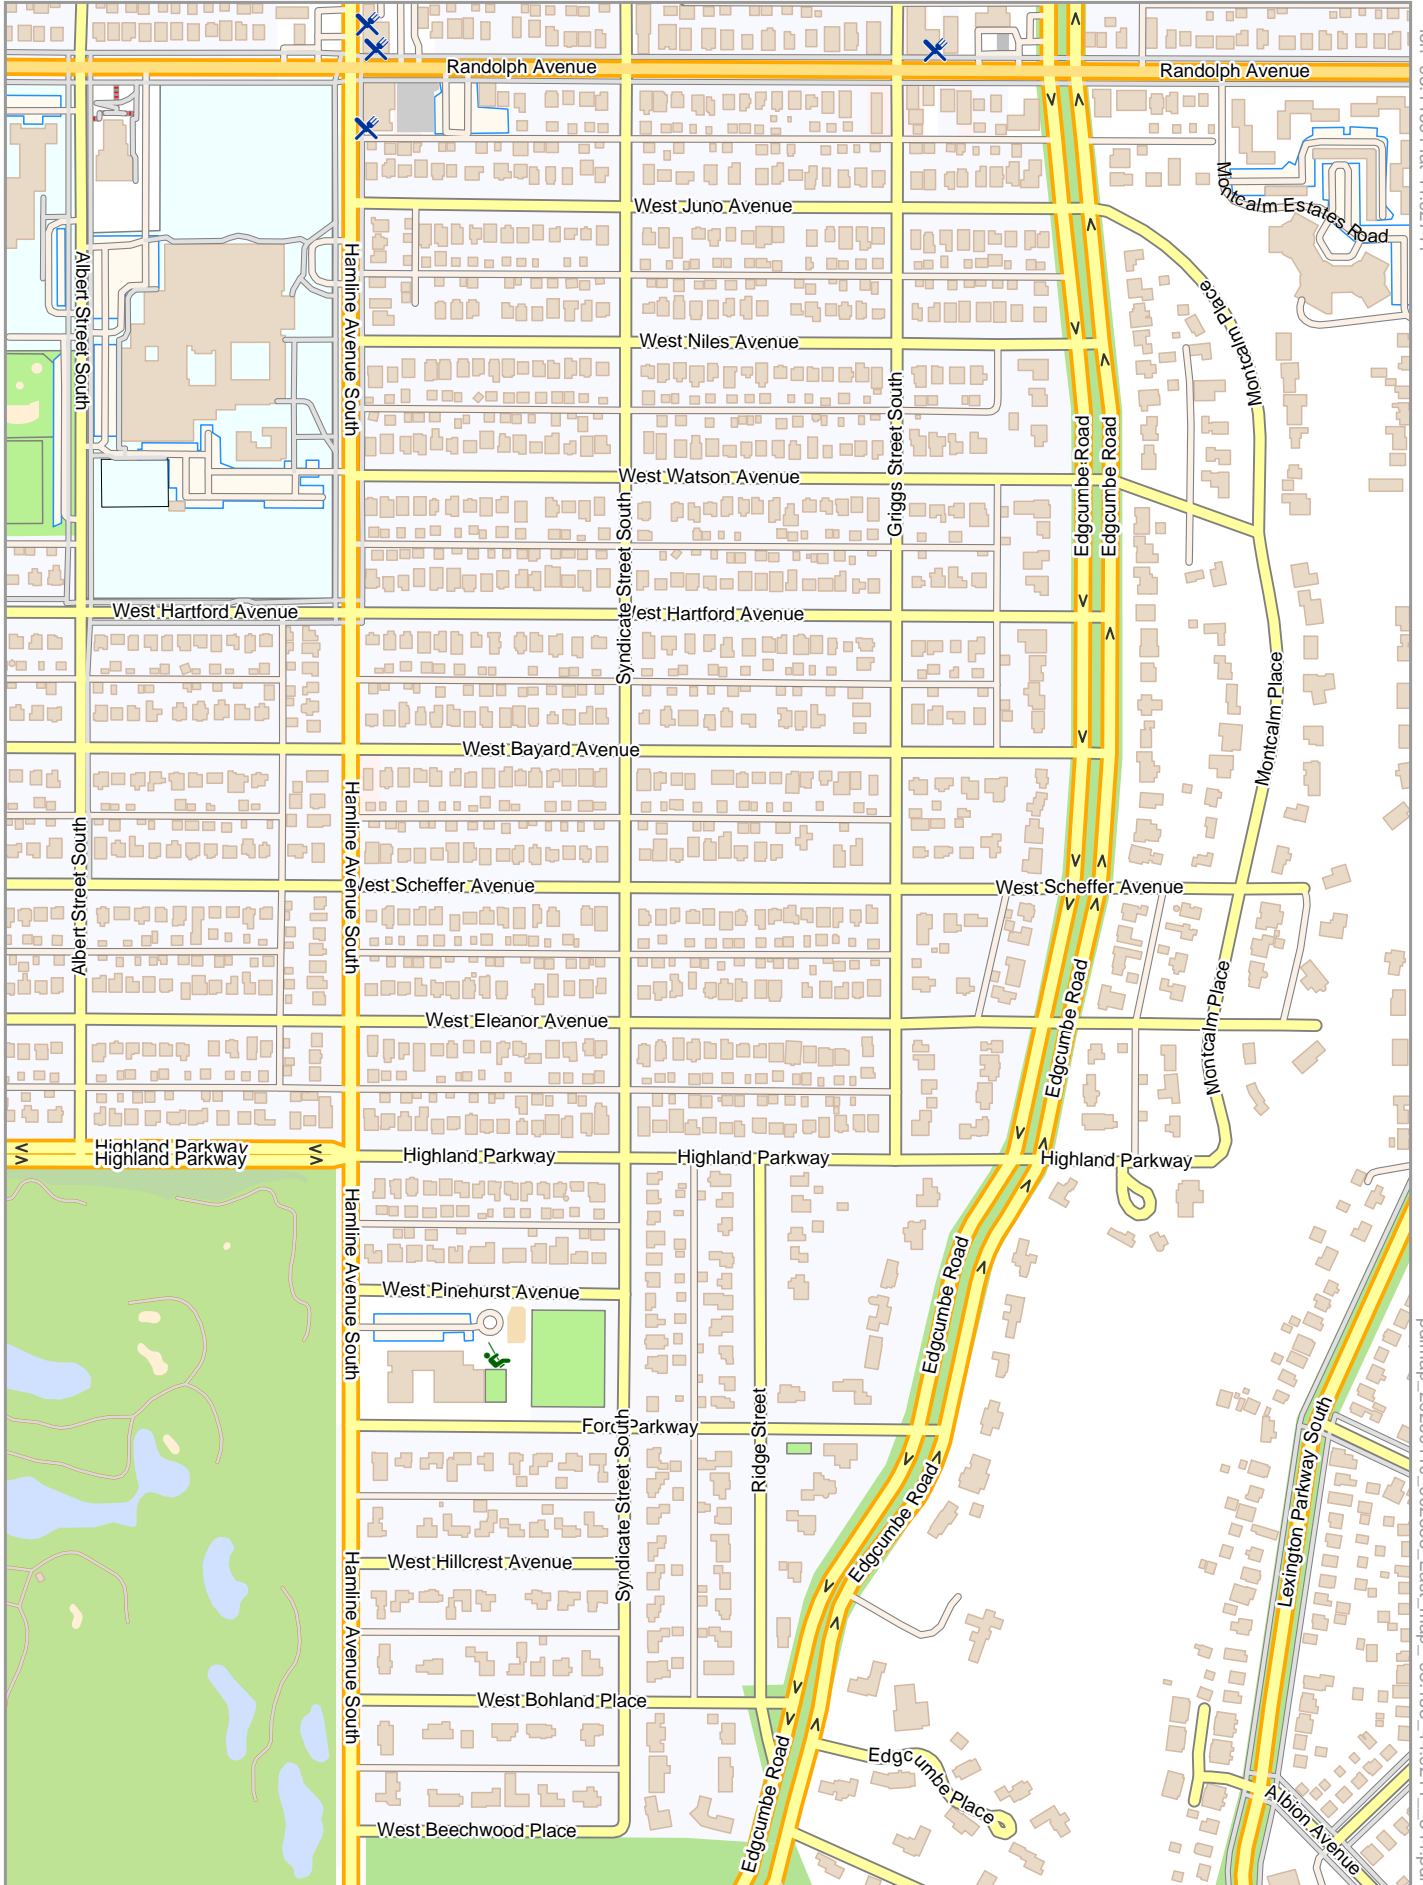 Randolph Avenue
Randolph Avenue
West Juno Avenue
Montcalm Estates Road
Albert Street South
Hamline Avenue South
Montcalm Place
West Niles Avenue
Griggs Street South
Edgcumbe Road
Edgcumbe Road
West Watson Avenue
Syndicate Street South
West Hartford Avenue
West Hartford Avenue
Montcalm Place
West Bayard Avenue
Hamline Avenue South
Albert Street South
West Scheffer Avenue
West Scheffer Avenue
Edgcumbe Road
Montcalm Place
West Eleanor Avenue
Highland Parkway
Highland Parkway
Highland Parkway
Highland Parkway
Highland Parkway
Hamline Avenue South
Edgcumbe Road
West Pinehurst Avenue
Ford Parkway
Ridge Street
Syndicate Street South
Lexington Parkway South
Edgcumbe Road
West Hillcrest Avenue
Hamline Avenue South
West Bohland Place
Edgcumbe Road
Edgcumbe Place
Albion Avenue
West Beechwood Place